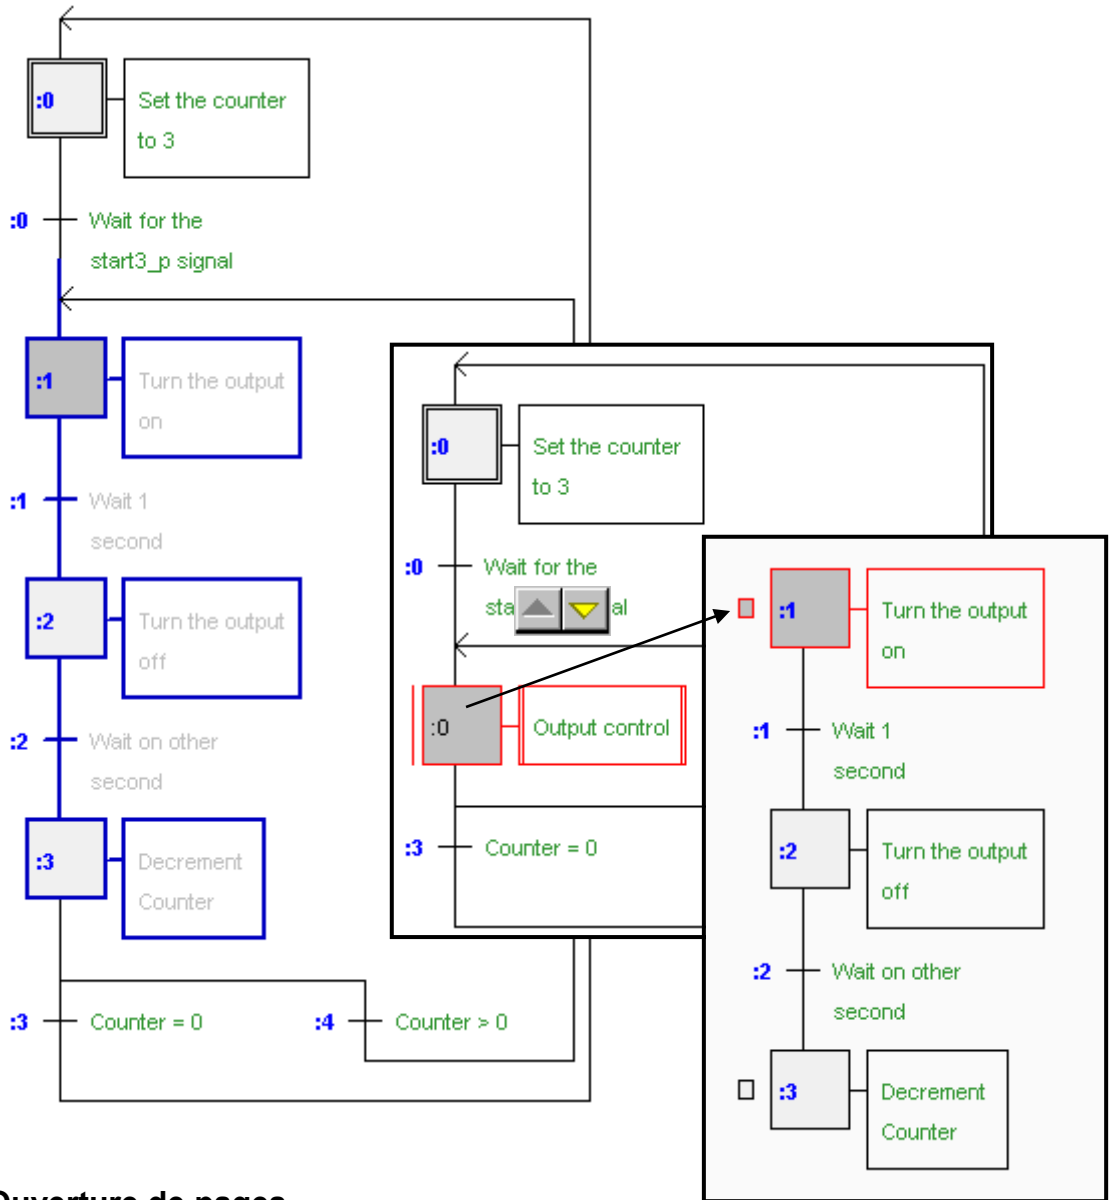 :0
Set the counter
to 3
:0 Wait for the
start3_p signal
:1
Turn the output
on
:1 Wait 1
second
:2
Turn the output
off
:2 Wait on other
second
:3
Decrement
Counter
:3 Counter = 0
:4 Counter > 0
:0
Set the counter
to 3
:0 Wait for the
sta al
:0
Output control
:3 Counter = 0
:1
Turn the output
on
:1 Wait 1
second
:2
Turn the output
off
:2 Wait on other
second
:3
Decrement
Counter
Ouverture de pages